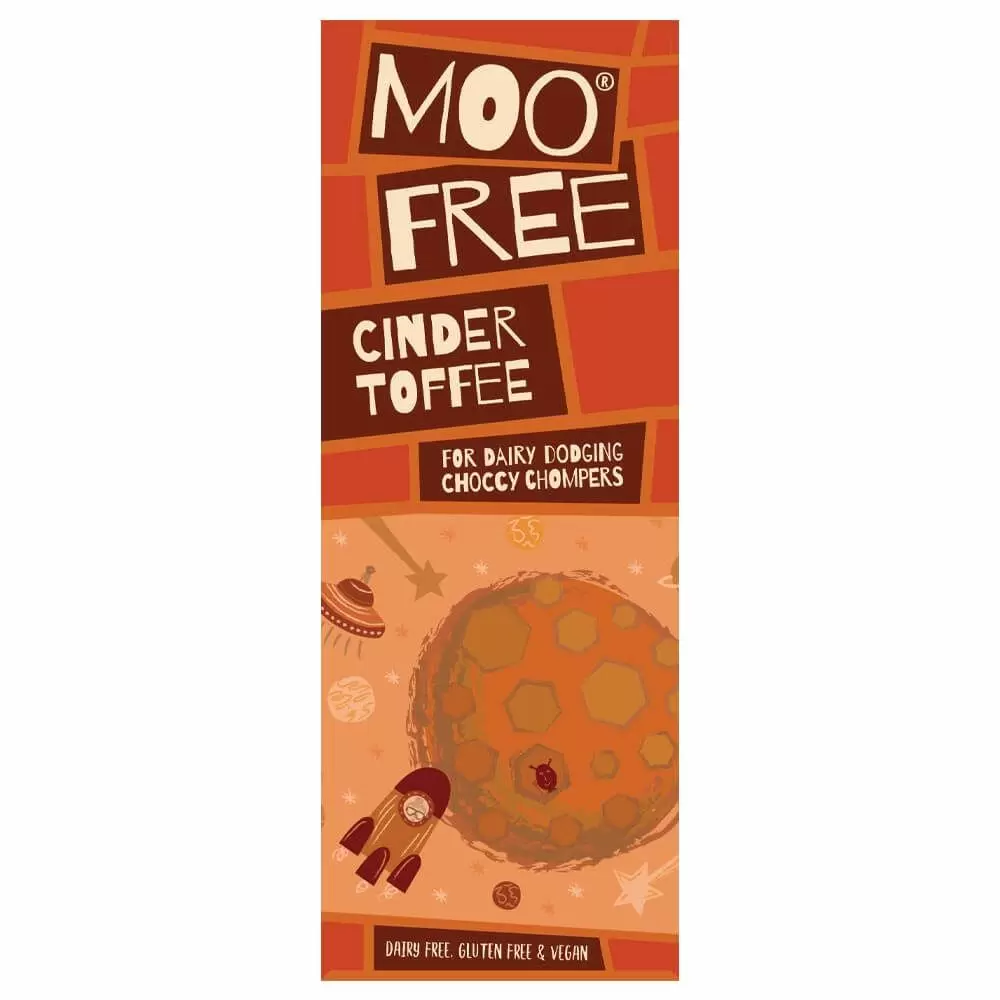 MOO®
FREE
CINDER
TOFFEE
FOR DAIRY DODGING
CHOCCY CHOMPERS
DAIRY FREE, GLUTEN FREE & VEGAN